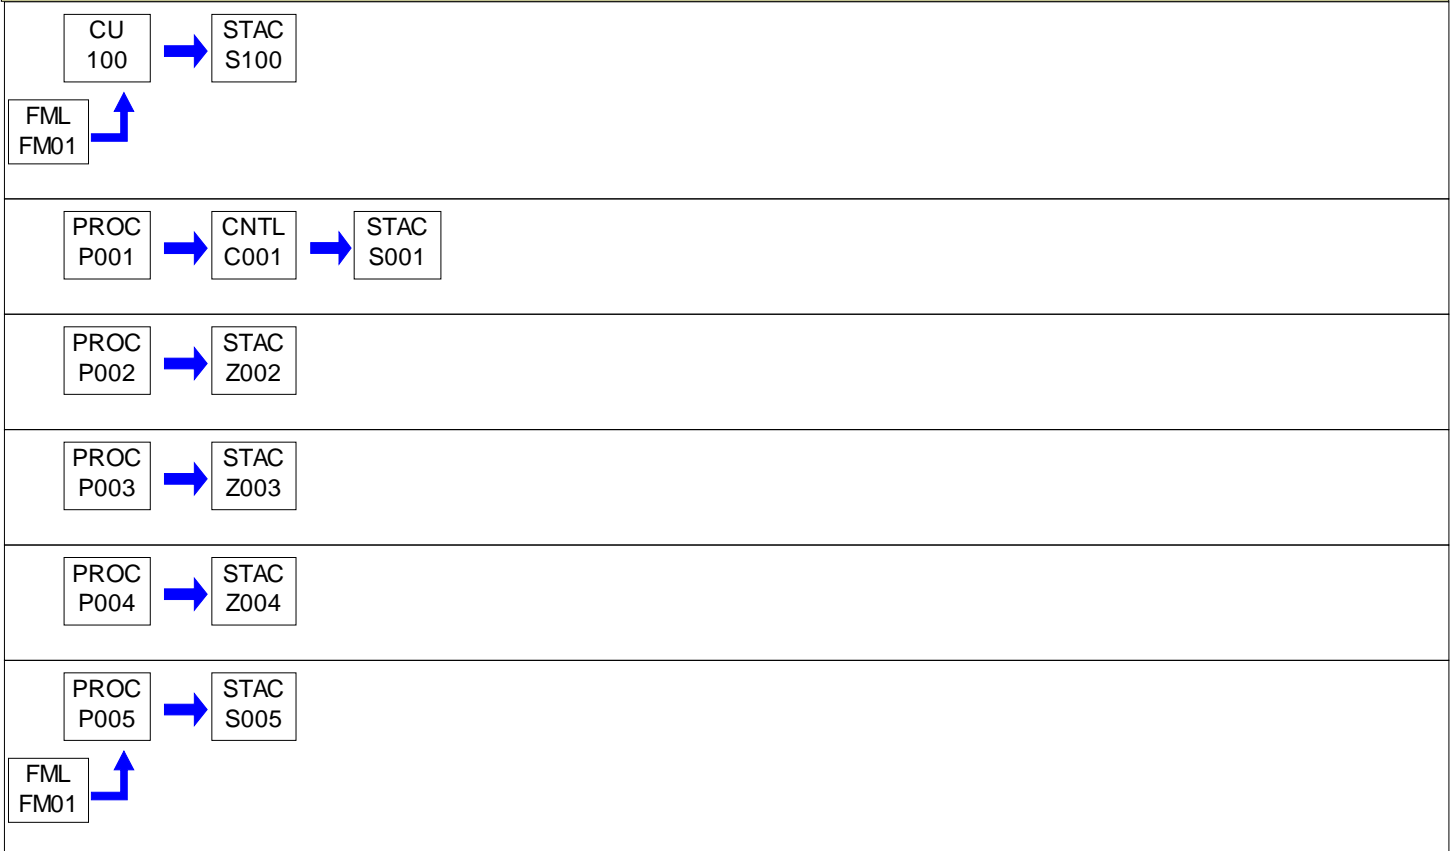 CU
100
STAC
S100
FML
FM01
PROC
P001
CNTL
C001
STAC
S001
PROC
P002
STAC
Z002
PROC
P003
STAC
Z003
PROC
P004
STAC
Z004
PROC
P005
STAC
S005
FML
FM01